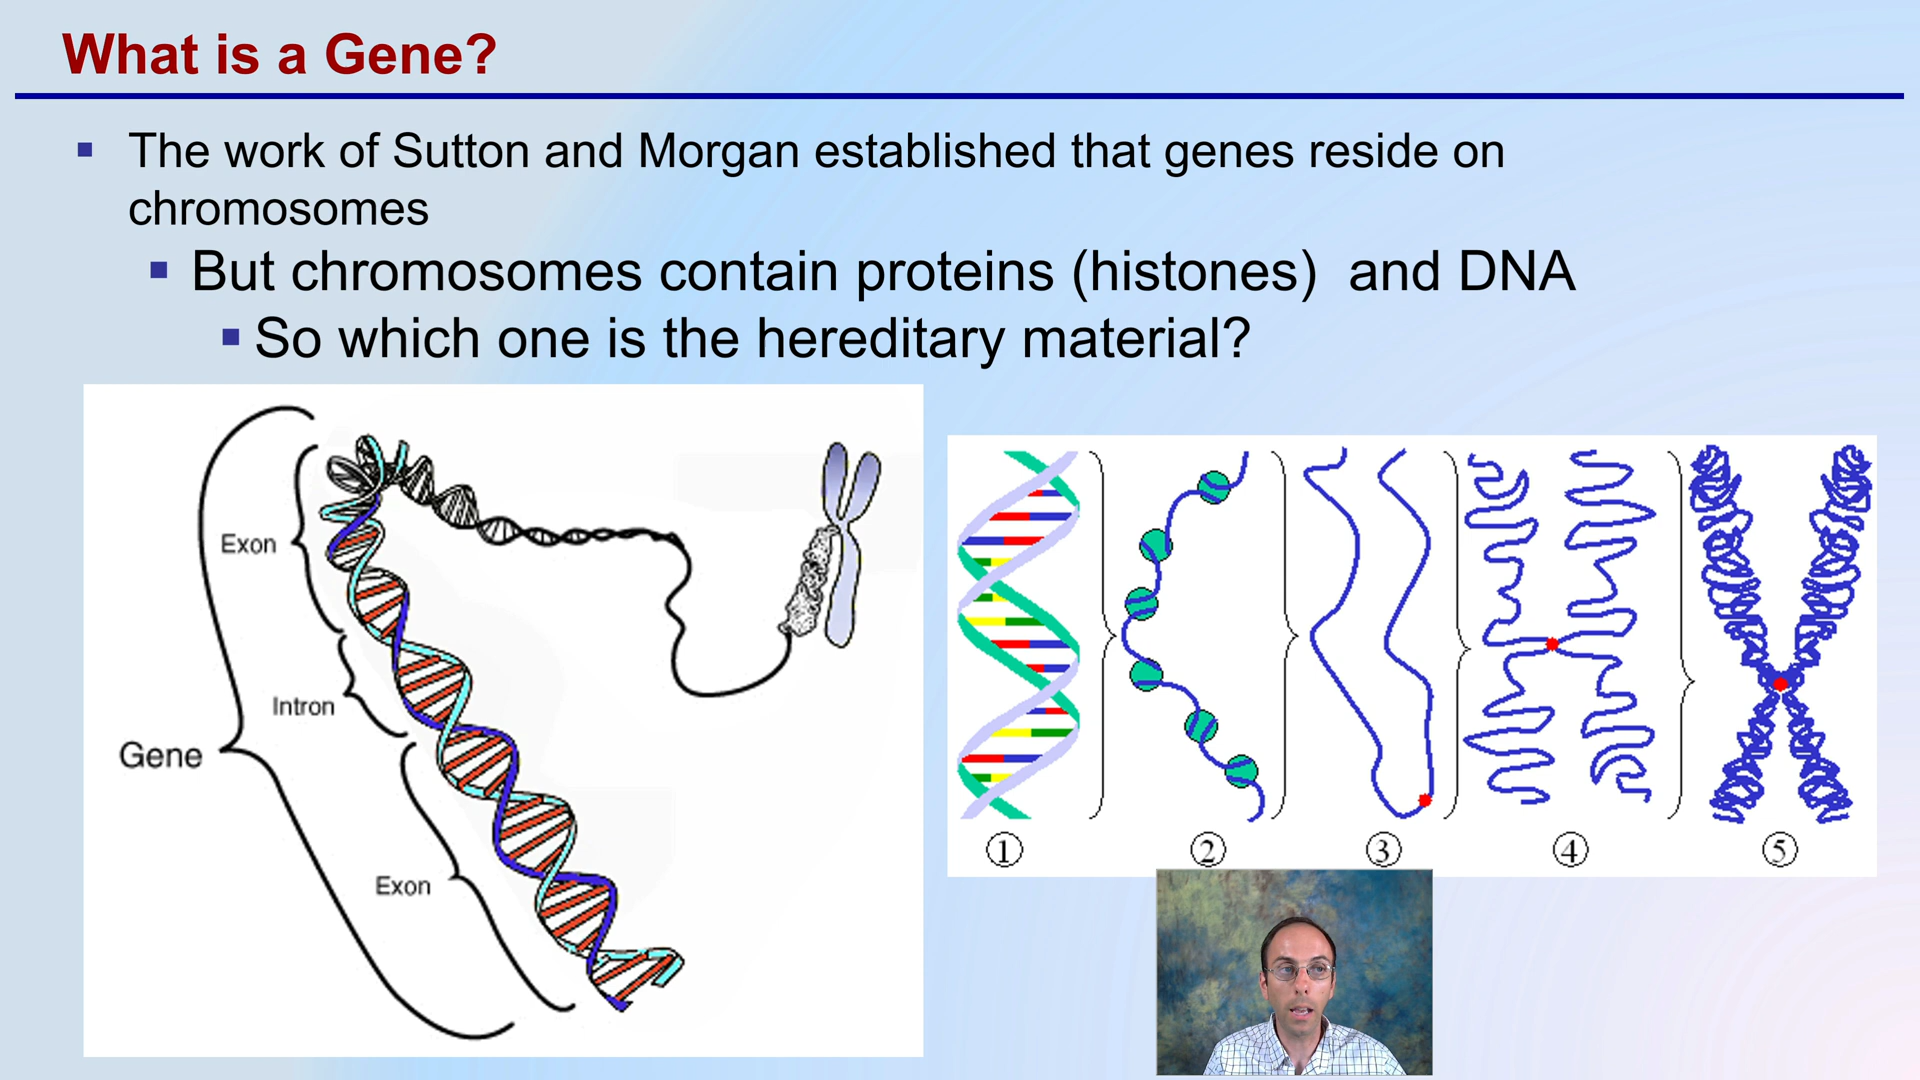 What is a Gene?
The work of Sutton and Morgan established that genes reside on
chromosomes
But chromosomes contain proteins (histones) and DNA
So which one is the hereditary material?
Exon
Intron
Gene
Exon
① ② ③ ④ ⑤